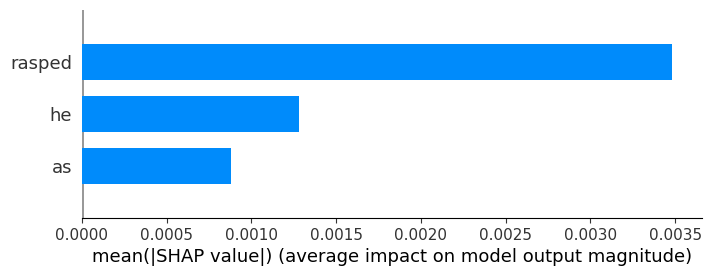 rasped
he
as
0.0000 0.0005 0.0010 0.0015 0.0020 0.0025 0.0030 0.0035
mean(|SHAP value|) (average impact on model output magnitude)